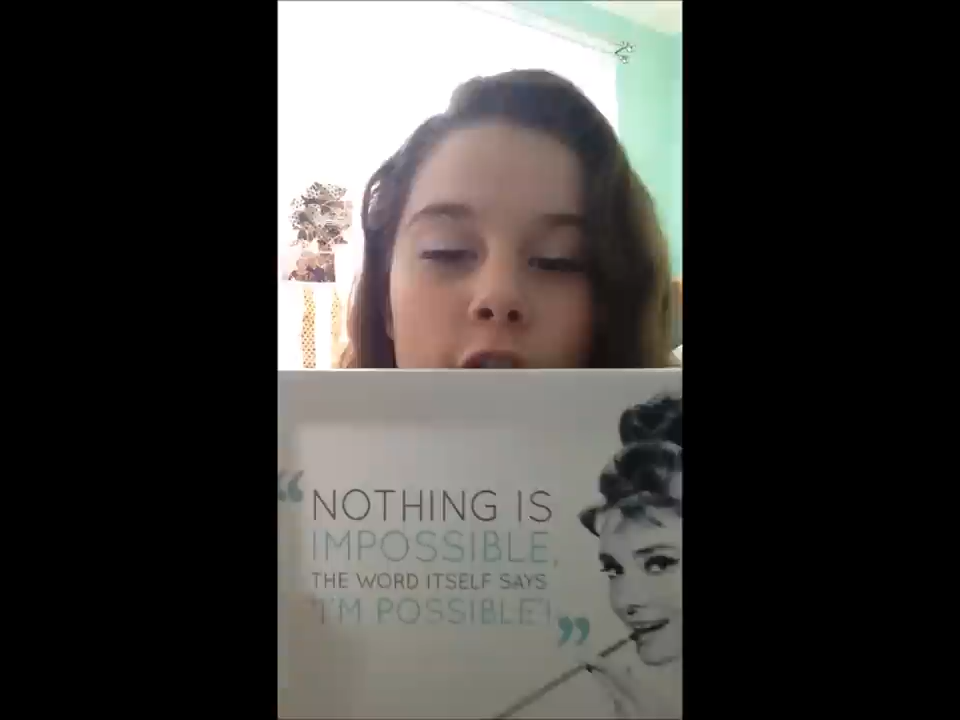 “NOTHING IS
IMPOSSIBLE,
THE WORD ITSELF SAYS
'I'M POSSIBLE'!”